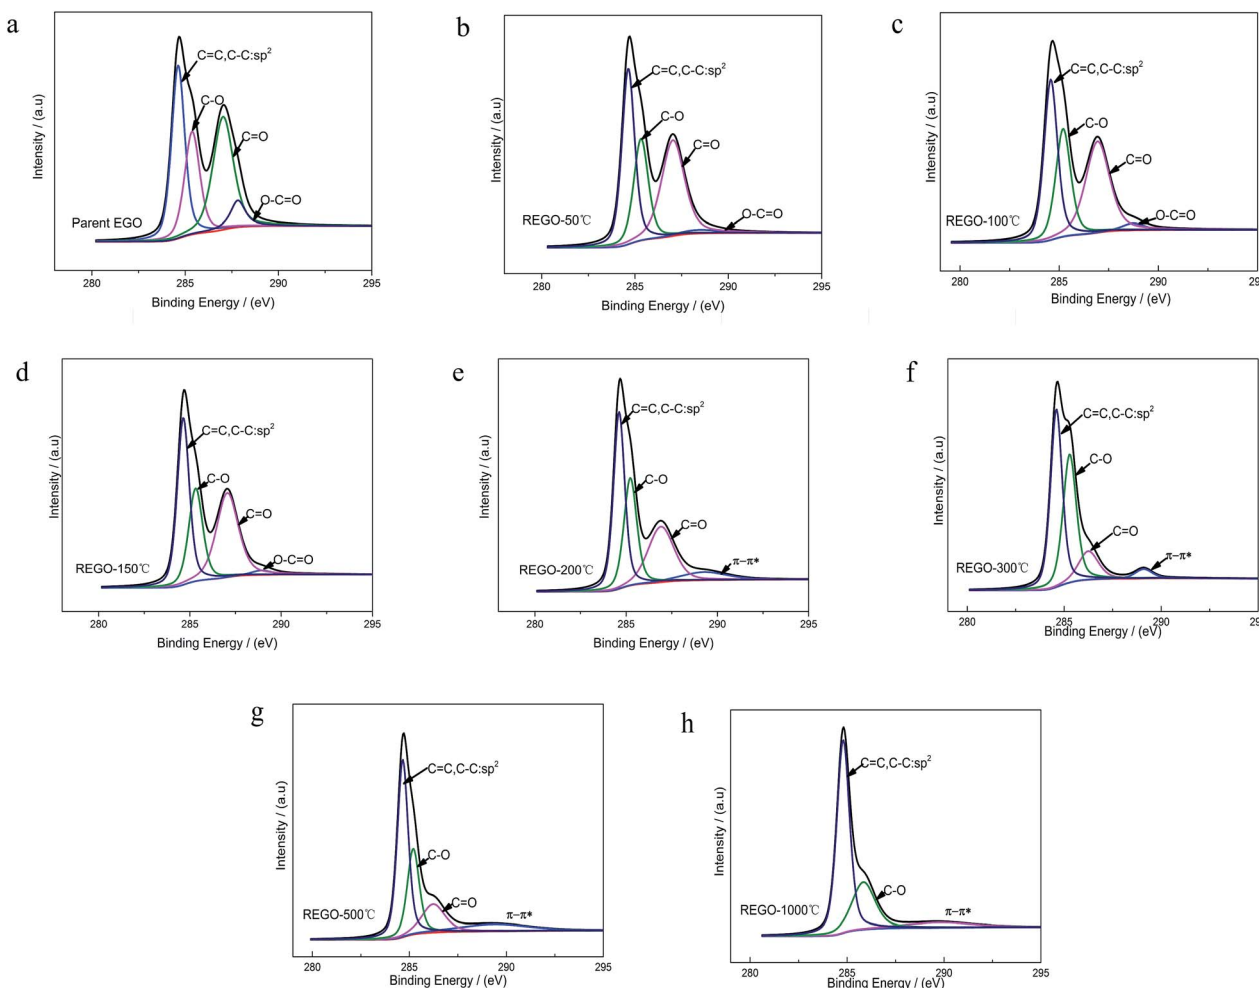 a
Intensity / (a.u)
C=C,C-C:sp²
C-O
C=O
O-C=O
Parent EGO
280 285 290 295
Binding Energy / (eV)
b
Intensity / (a.u)
C=C,C-C:sp²
C-O
C=O
O-C=O
REGO-50℃
280 285 290 295
Binding Energy / (eV)
c
Intensity / (a.u)
C=C,C-C:sp²
C-O
C=O
O-C=O
REGO-100℃
280 285 290 295
Binding Energy / (eV)
d
Intensity / (a.u)
C=C,C-C:sp²
C-O
C=O
O-C=O
REGO-150℃
280 285 290 295
Binding Energy / (eV)
e
Intensity / (a.u)
C=C,C-C:sp²
C-O
C=O
π-π*
REGO-200℃
280 285 290 295
Binding Energy / (eV)
f
Intensity / (a.u)
C=C,C-C:sp²
C-O
C=O
π-π*
REGO-300℃
280 285 290 295
Binding Energy / (eV)
g
Intensity / (a.u)
C=C,C-C:sp²
C-O
C=O
π-π*
REGO-500℃
280 285 290 295
Binding Energy / (eV)
h
Intensity / (a.u)
C=C,C-C:sp²
C-O
π-π*
REGO-1000℃
280 285 290 295
Binding Energy / (eV)